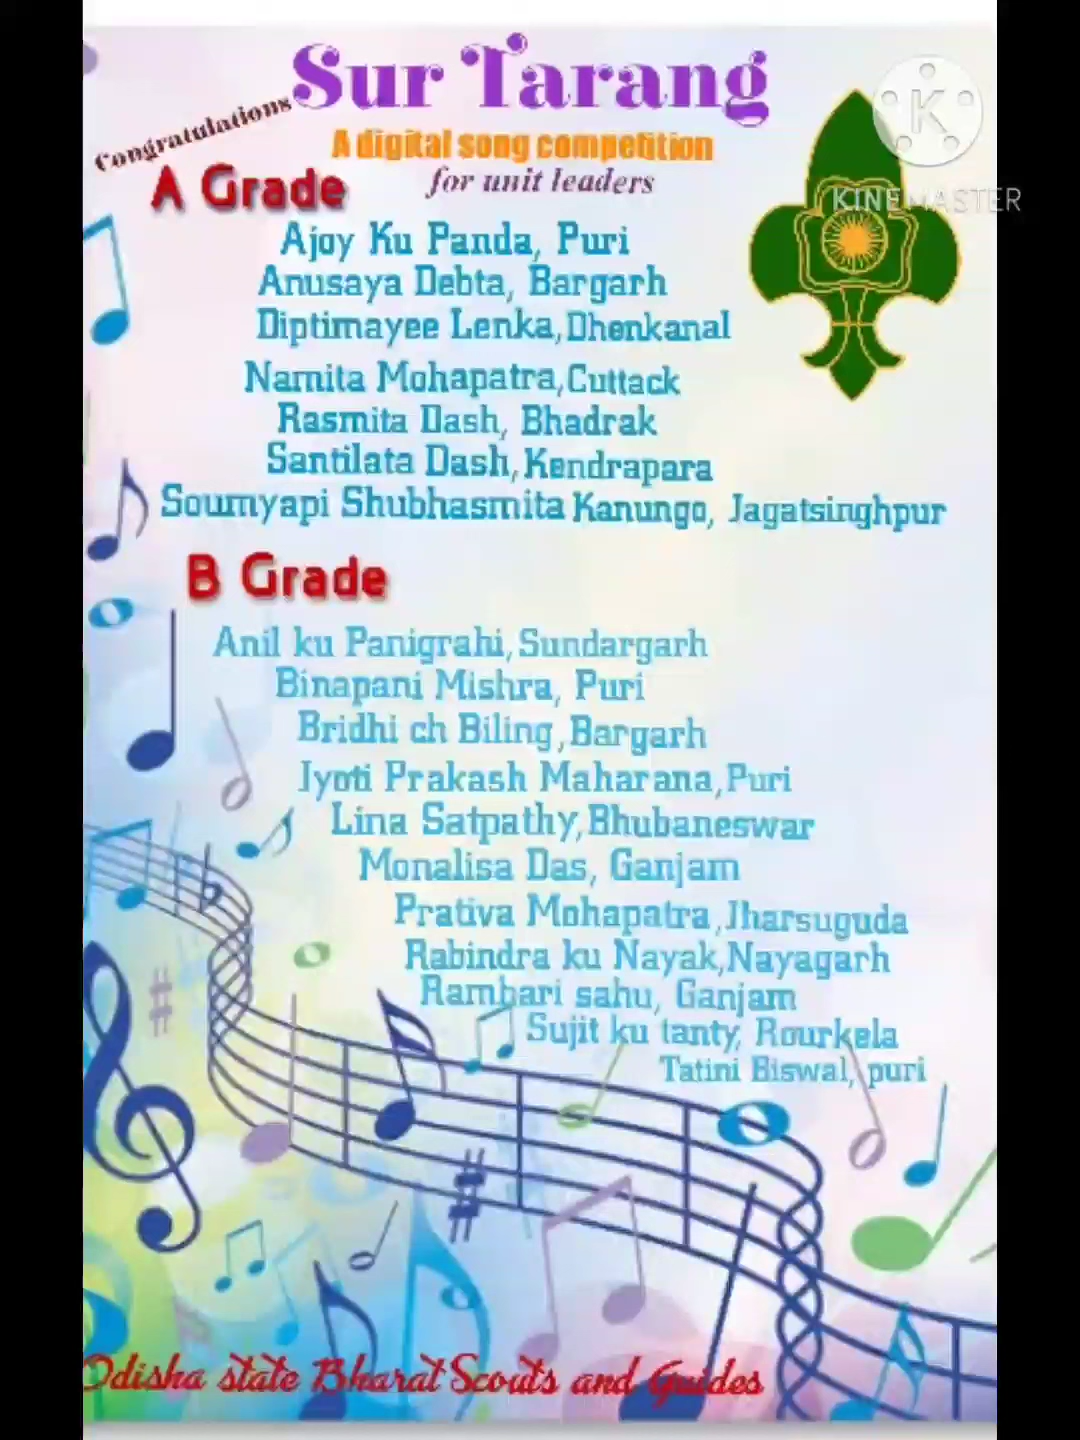 Sur Tarang
Congratulations
A digital song competition
for unit leaders
A Grade
Ajoy Ku Panda, Puri
Anusaya Debta, Bargarh
Diptimayee Lenka,Dhenkanal
Namita Mohapatra,Cuttack
Rasmita Dash, Bhadrak
Santilata Dash,Kendrapara
Soumyapi Shubhasmita Kanungo, Jagatsinghpur
B Grade
Anil ku Panigrahi,Sundargarh
Binapani Mishra, Puri
Bridhi ch Biling,Bargarh
Jyoti Prakash Maharana,Puri
Lina Satpathy,Bhubaneswar
Monalisa Das, Ganjam
Prativa Mohapatra,Jharsuguda
Rabindra ku Nayak,Nayagarh
Rambari sahu, Ganjam
Sujit ku tanty, Rourkela
Tatini Biswal, puri
Odisha state Bharat Scouts and Guides
K
KINEMASTER